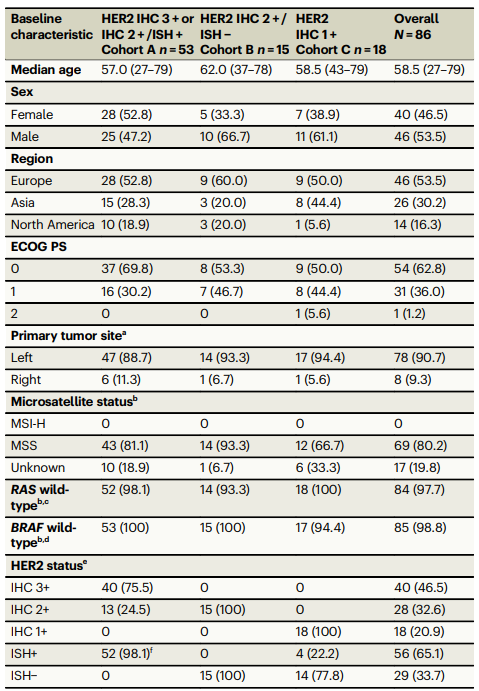 Baseline characteristic HER2 IHC 3+ or IHC 2+/ISH+ Cohort A n=53 HER2 IHC 2+/ISH− Cohort B n=15 HER2 IHC 1+ Cohort C n=18 Overall N=86
Median age 57.0 (27–79) 62.0 (37–78) 58.5 (43–79) 58.5 (27–79)
Sex
Female 28 (52.8) 5 (33.3) 7 (38.9) 40 (46.5)
Male 25 (47.2) 10 (66.7) 11 (61.1) 46 (53.5)
Region
Europe 28 (52.8) 9 (60.0) 9 (50.0) 46 (53.5)
Asia 15 (28.3) 3 (20.0) 8 (44.4) 26 (30.2)
North America 10 (18.9) 3 (20.0) 1 (5.6) 14 (16.3)
ECOG PS
0 37 (69.8) 8 (53.3) 9 (50.0) 54 (62.8)
1 16 (30.2) 7 (46.7) 8 (44.4) 31 (36.0)
2 0 0 1 (5.6) 1 (1.2)
Primary tumor siteᵃ
Left 47 (88.7) 14 (93.3) 17 (94.4) 78 (90.7)
Right 6 (11.3) 1 (6.7) 1 (5.6) 8 (9.3)
Microsatellite statusᵇ
MSI-H 0 0 0 0
MSS 43 (81.1) 14 (93.3) 12 (66.7) 69 (80.2)
Unknown 10 (18.9) 1 (6.7) 6 (33.3) 17 (19.8)
RAS wild-typeᵇ,ᶜ 52 (98.1) 14 (93.3) 18 (100) 84 (97.7)
BRAF wild-typeᵇ,ᵈ 53 (100) 15 (100) 17 (94.4) 85 (98.8)
HER2 statusᵉ
IHC 3+ 40 (75.5) 0 0 40 (46.5)
IHC 2+ 13 (24.5) 15 (100) 0 28 (32.6)
IHC 1+ 0 0 18 (100) 18 (20.9)
ISH+ 52 (98.1)ᶠ 0 4 (22.2) 56 (65.1)
ISH− 0 15 (100) 14 (77.8) 29 (33.7)